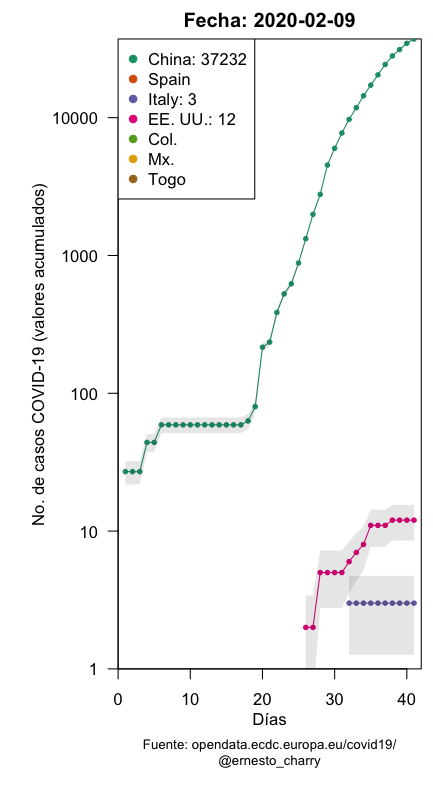 Fecha: 2020-02-09
China: 37232
Spain
Italy: 3
EE. UU.: 12
Col.
Mx.
Togo
No. de casos COVID-19 (valores acumulados)
10000
1000
100
10
1
0 10 20 30 40
Días
Fuente: opendata.ecdc.europa.eu/covid19/
@ernesto_charry